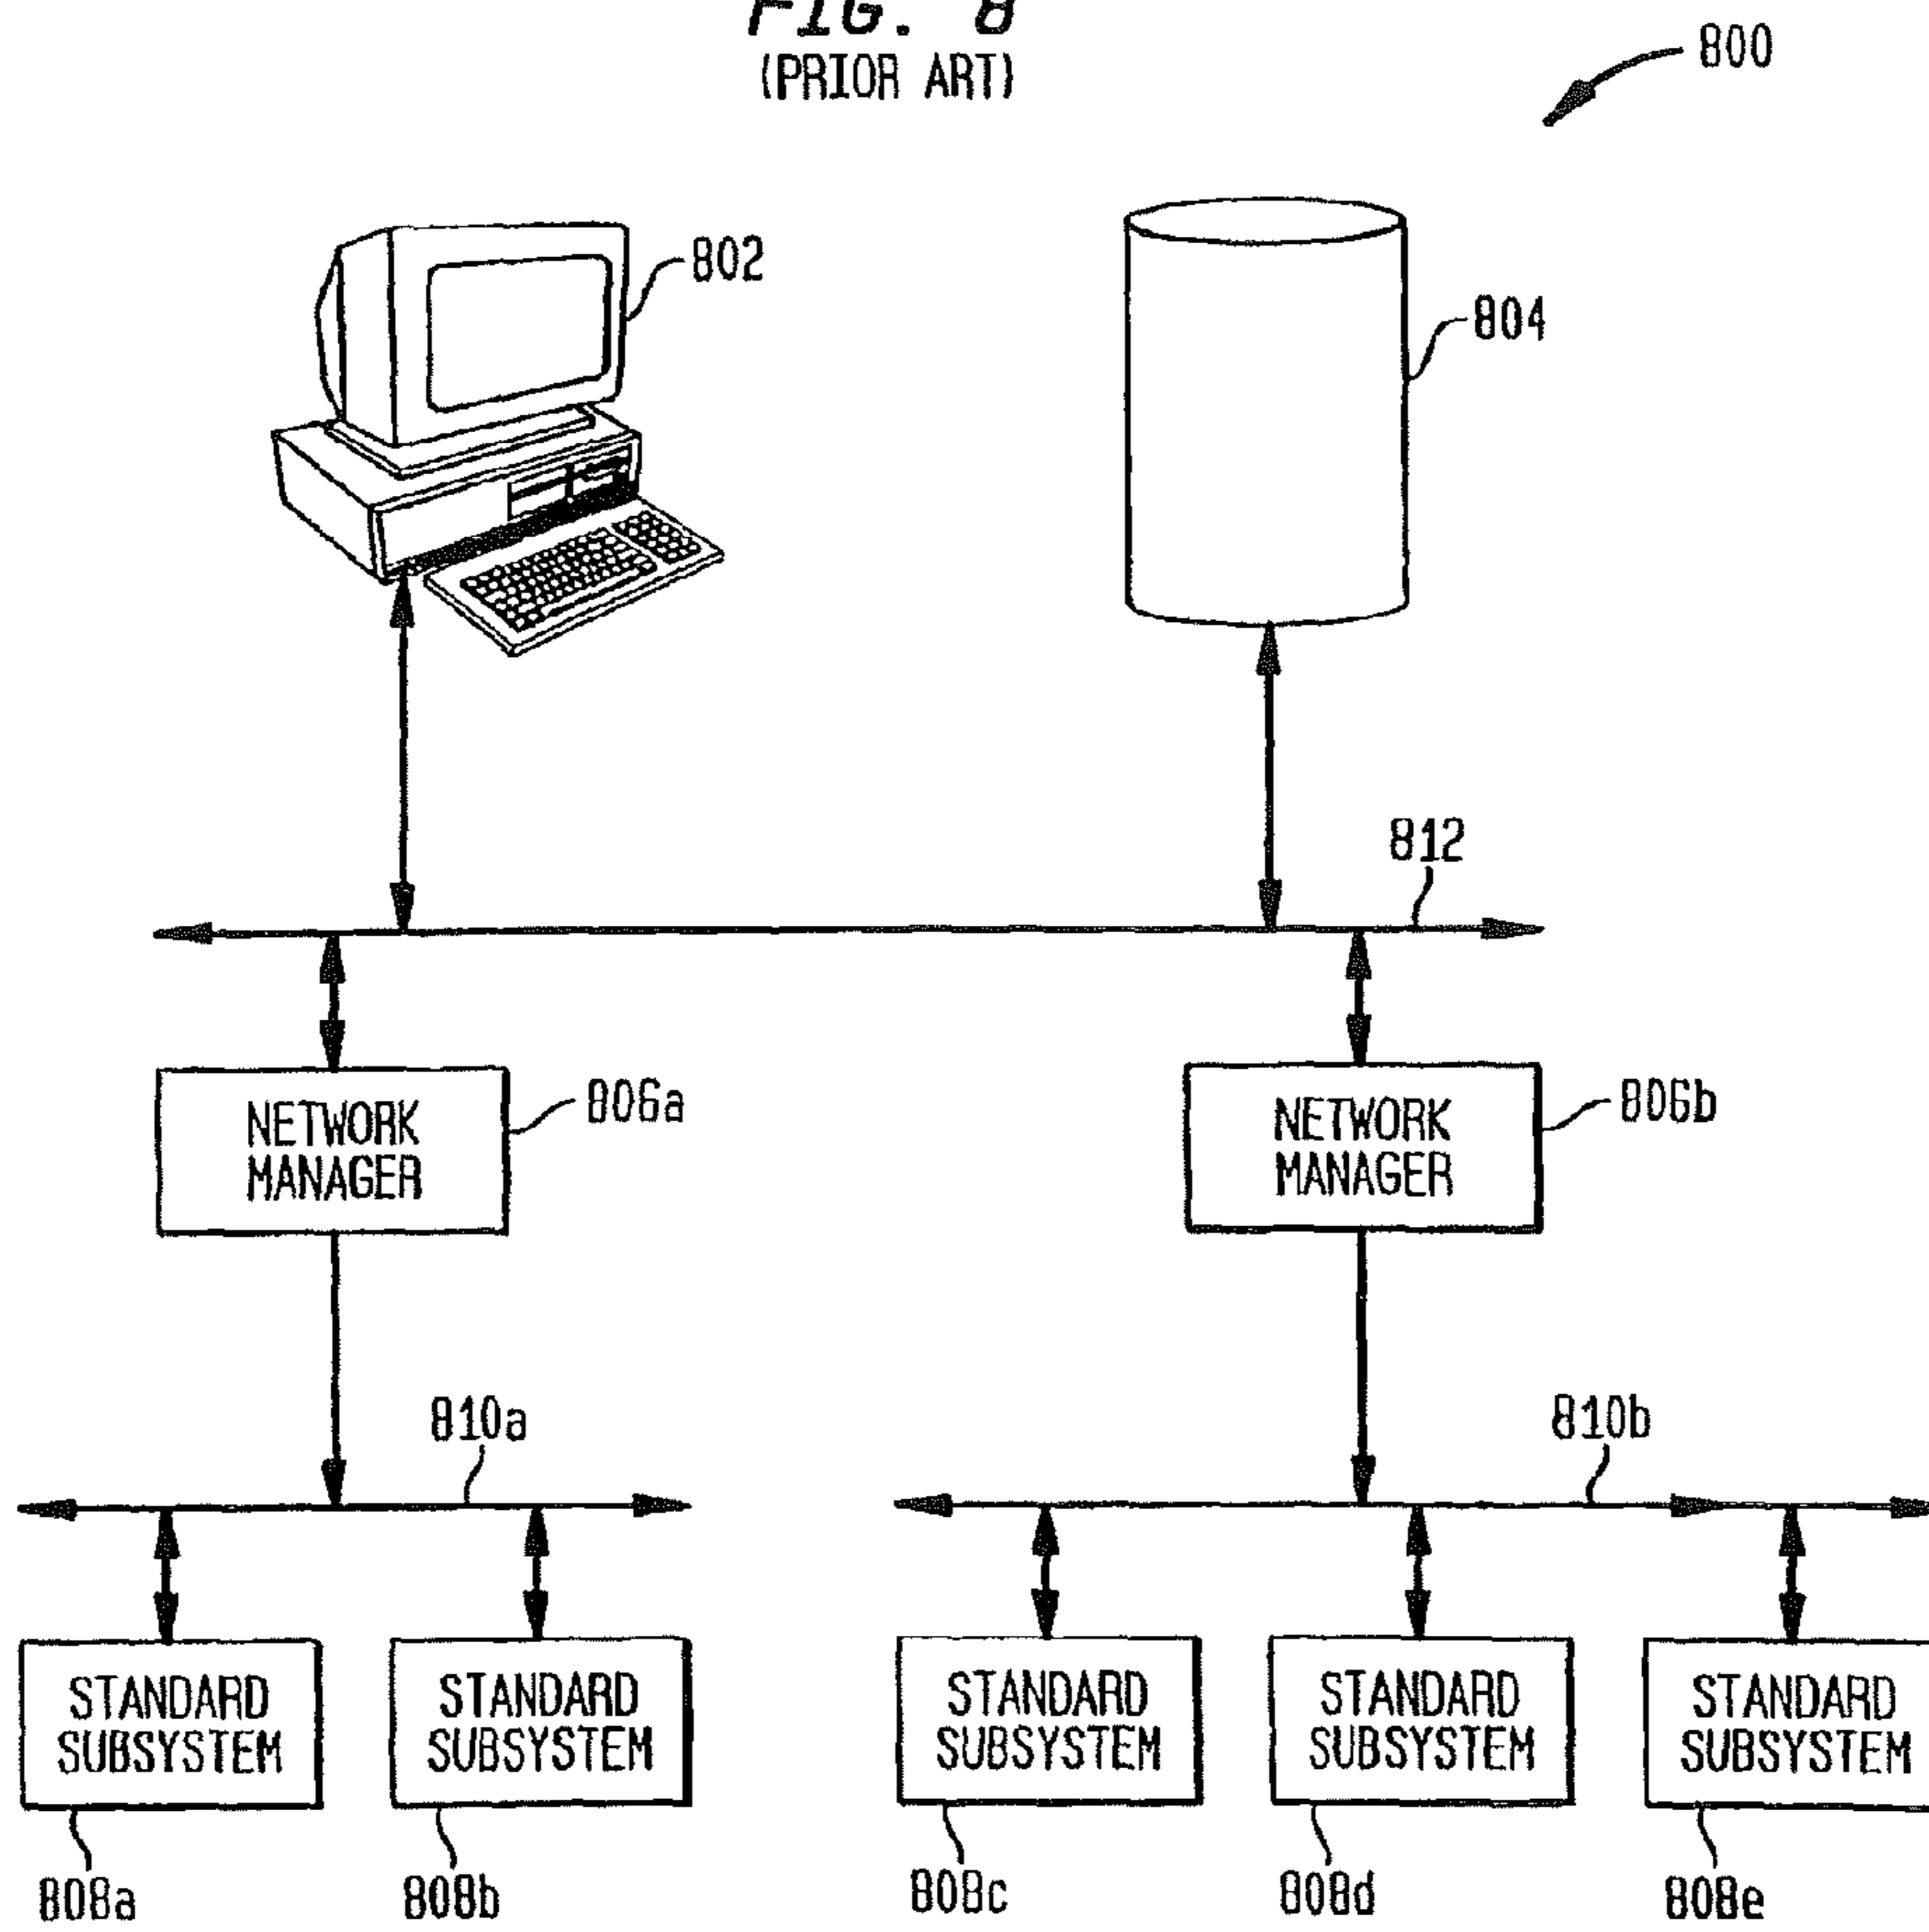 FIG. 8
(PRIOR ART)
800
802
804
812
NETWORK
MANAGER
806a
NETWORK
MANAGER
806b
810a
810b
STANDARD
SUBSYSTEM
STANDARD
SUBSYSTEM
STANDARD
SUBSYSTEM
STANDARD
SUBSYSTEM
STANDARD
SUBSYSTEM
808a
808b
808c
808d
808e